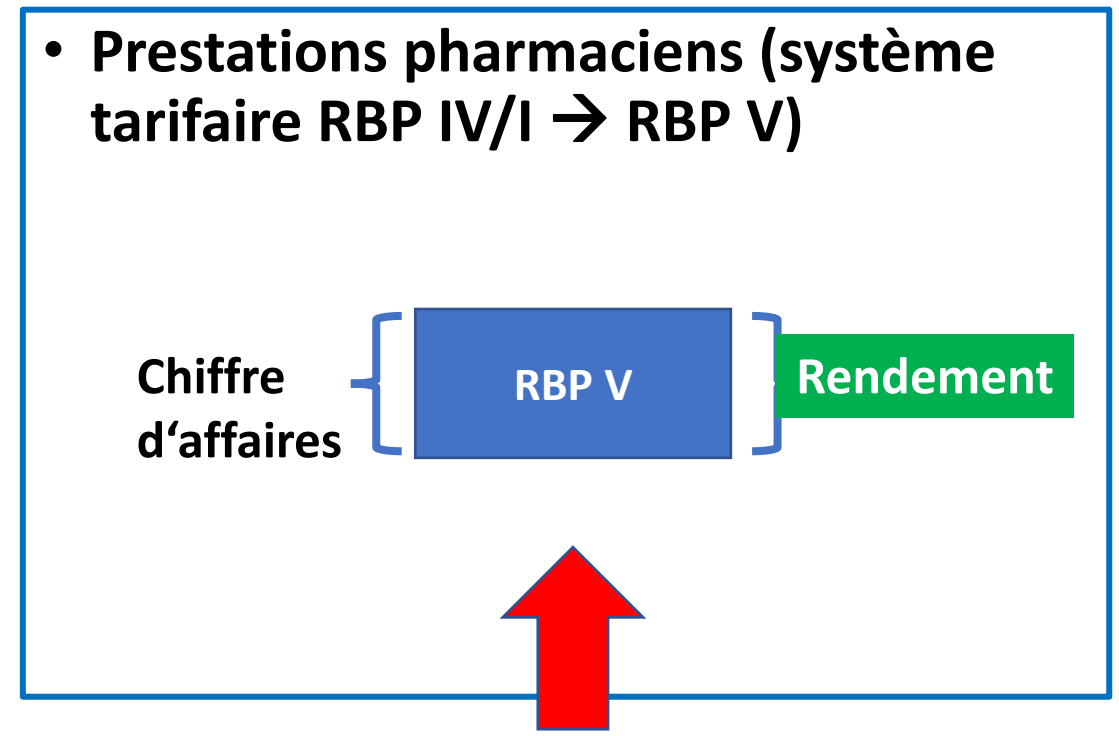 • Prestations pharmaciens (système
tarifaire RBP IV/I → RBP V)
Chiffre
d‘affaires
RBP V
Rendement